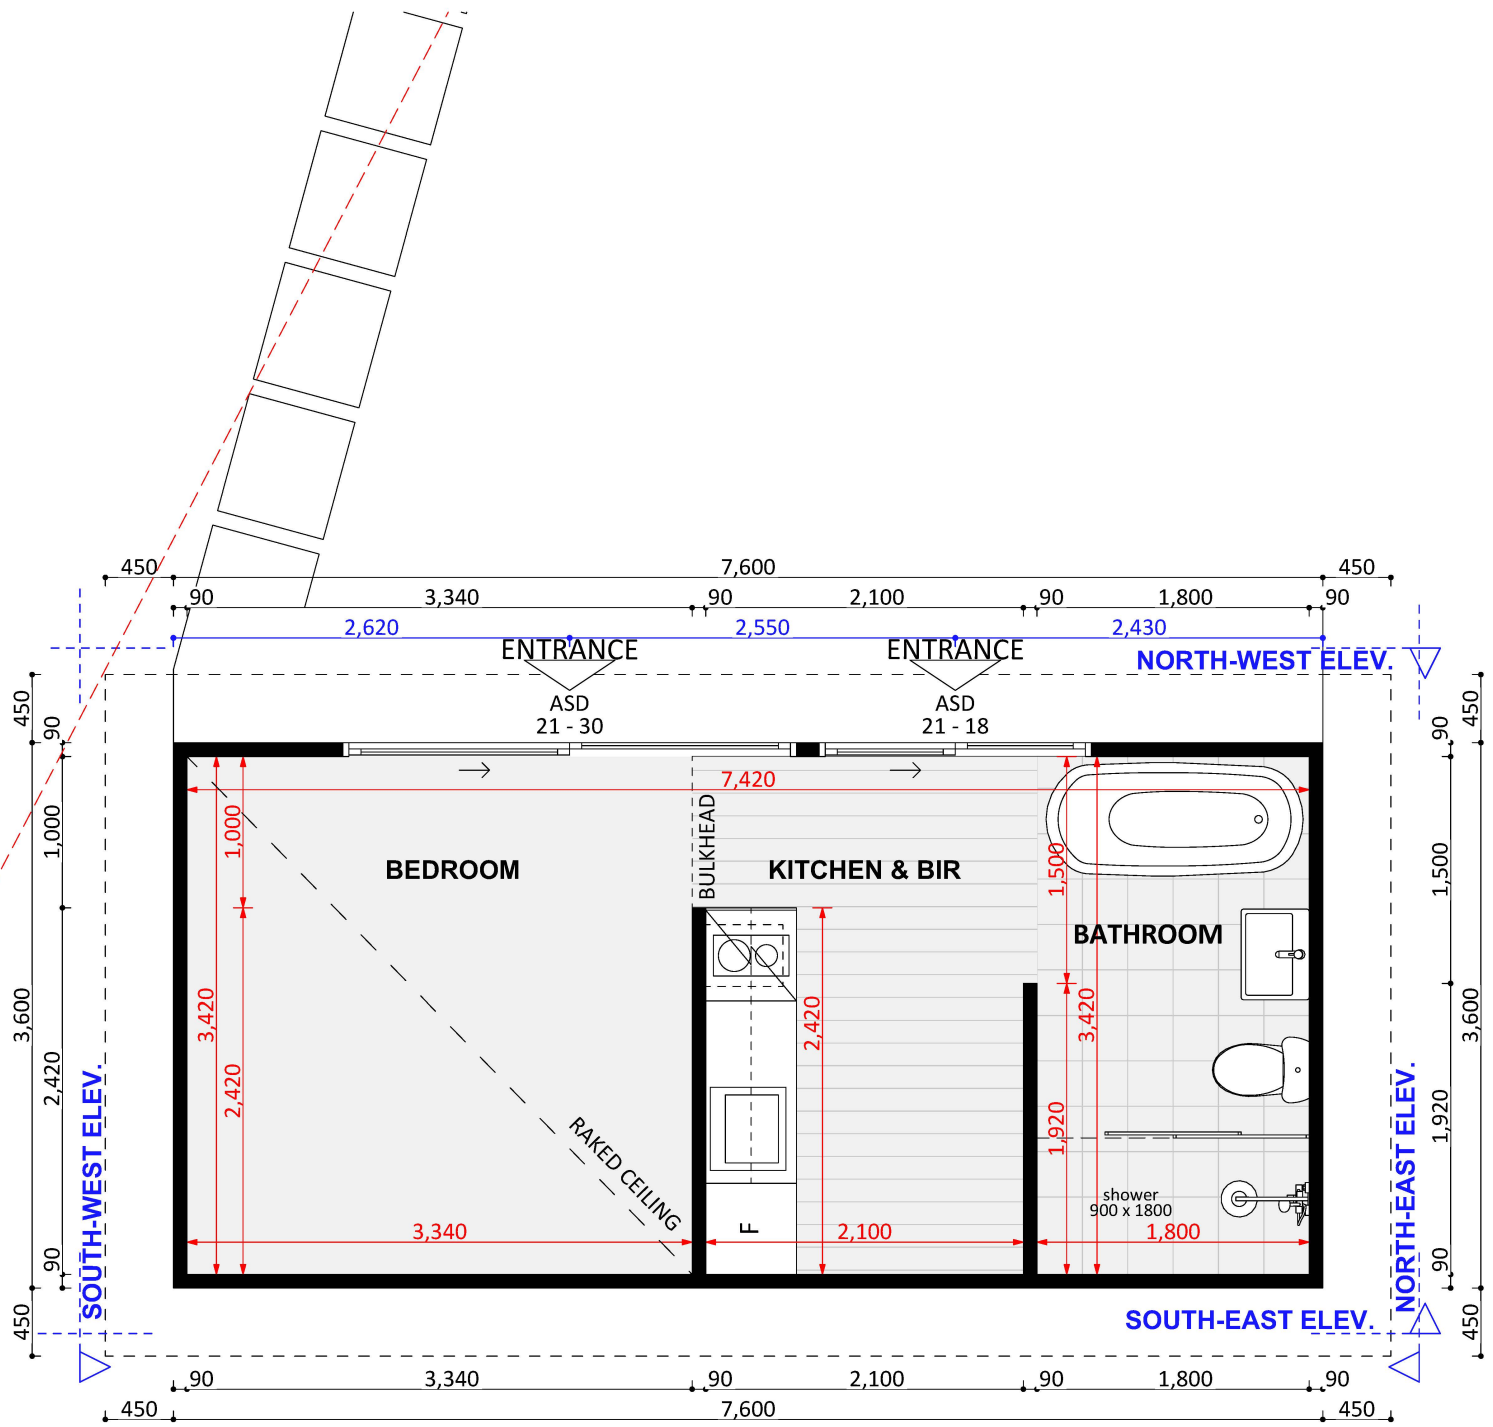 450
7,600
450
90
3,340
90
2,100
90
1,800
90
2,620
2,550
2,430
ENTRANCE
ENTRANCE
NORTH-WEST ELEV.
ASD
21 - 30
ASD
21 - 18
450
90
1,000
3,600
2,420
90
450
SOUTH-WEST ELEV.
7,420
1,000
BEDROOM
BULKHEAD
KITCHEN & BIR
1,500
BATHROOM
3,420
2,420
2,420
3,420
1,920
RAKED CEILING
F
shower
900 x 1800
3,340
2,100
1,800
450
90
1,500
3,600
1,920
90
450
NORTH-EAST ELEV.
SOUTH-EAST ELEV.
90
3,340
90
2,100
90
1,800
90
450
7,600
450